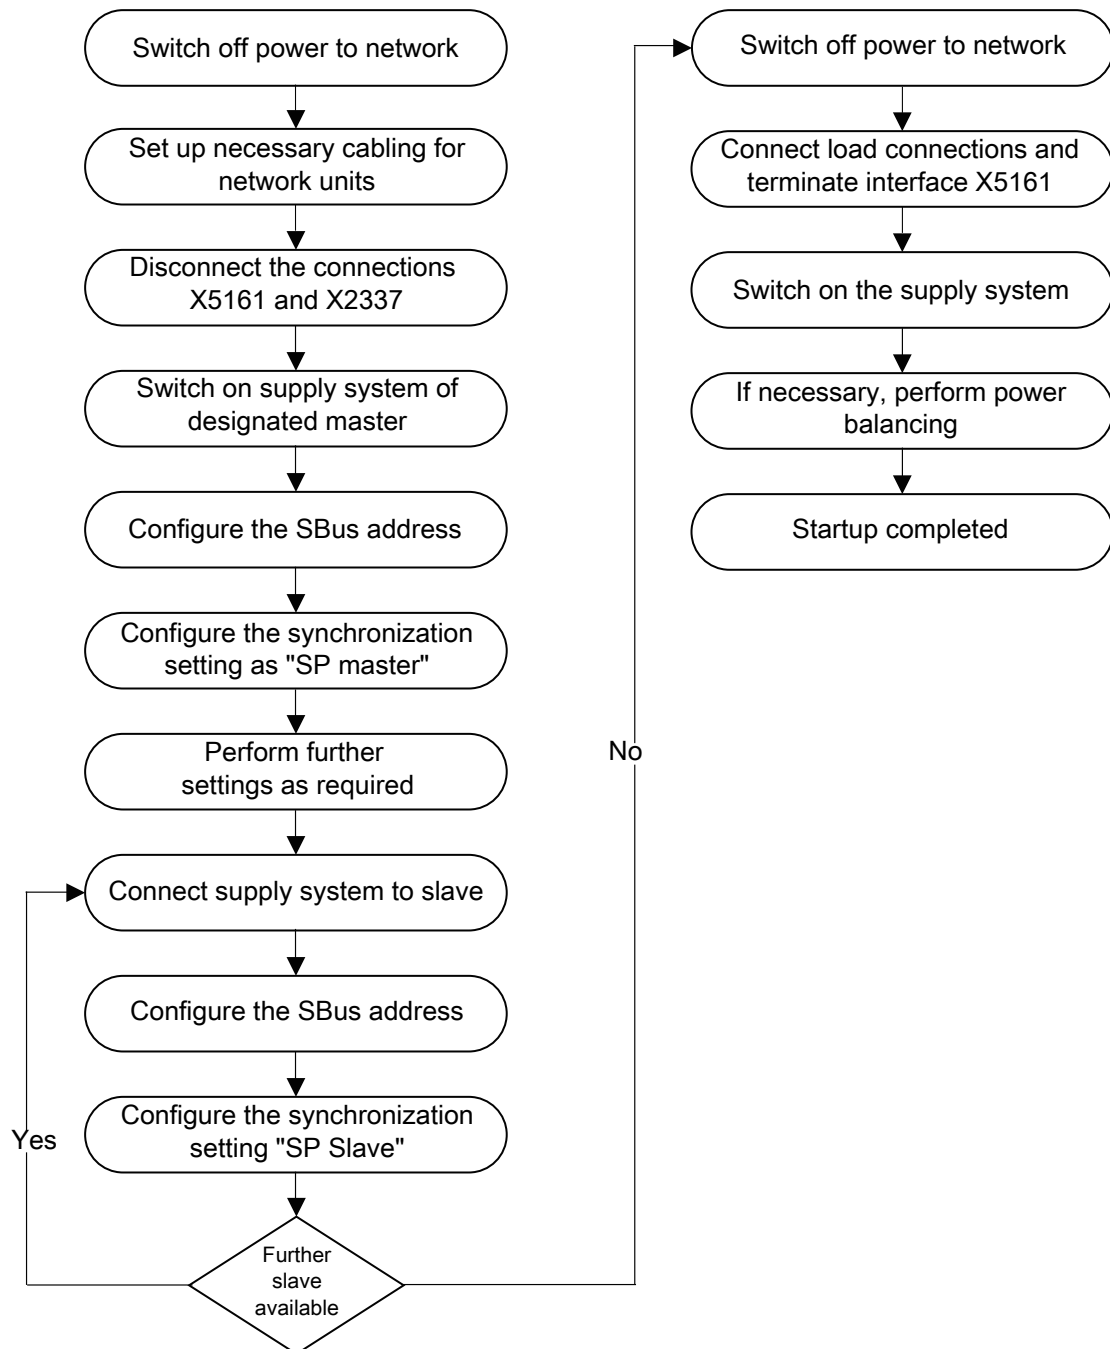 Switch off power to network
Set up necessary cabling for
network units
Disconnect the connections
X5161 and X2337
Switch on supply system of
designated master
Configure the SBus address
Configure the synchronization
setting as "SP master"
Perform further
settings as required
Connect supply system to slave
Configure the SBus address
Configure the synchronization
setting "SP Slave"
Yes
Further
slave
available
No
Switch off power to network
Connect load connections and
terminate interface X5161
Switch on the supply system
If necessary, perform power
balancing
Startup completed